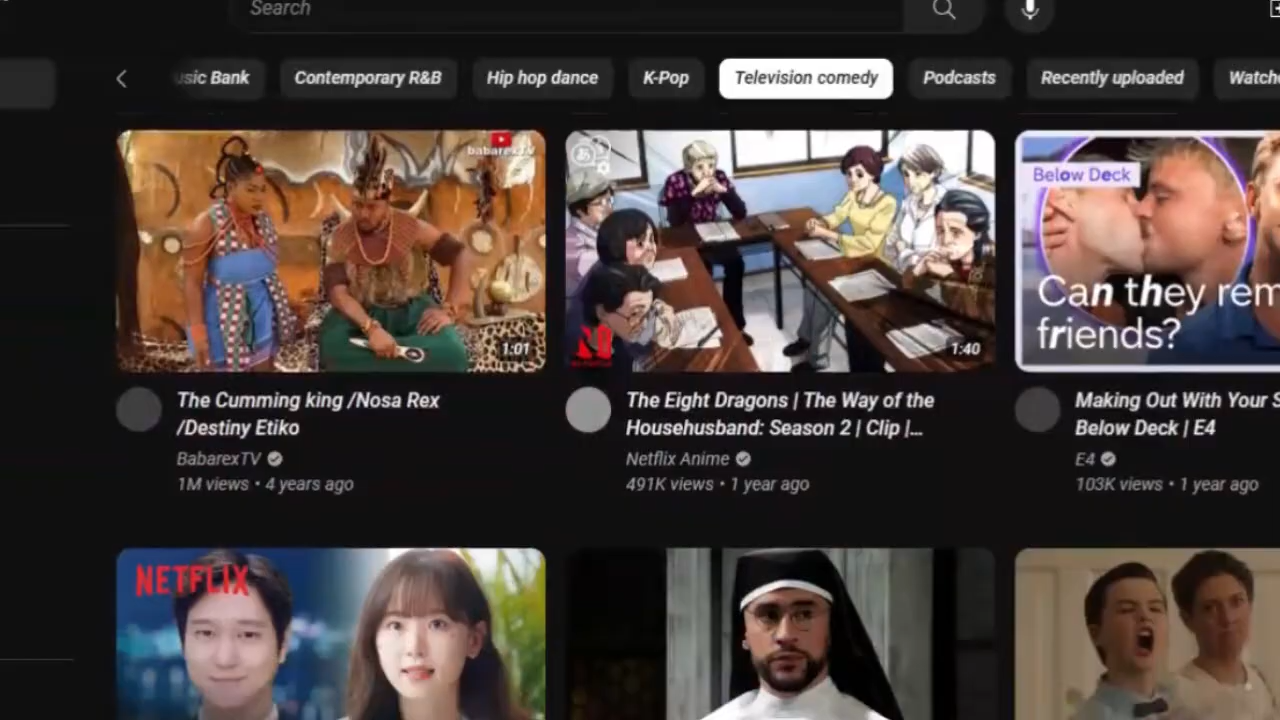 Search
usic Bank
Contemporary R&B
Hip hop dance
K-Pop
Television comedy
Podcasts
Recently uploaded
Watche
babarexTV
1:01
1:40
Below Deck
Can they rem
friends?
The Cumming king /Nosa Rex
/Destiny Etiko
BabarexTV
1M views • 4 years ago
The Eight Dragons | The Way of the
Househusband: Season 2 | Clip |...
Netflix Anime
491K views • 1 year ago
Making Out With Your S
Below Deck | E4
E4
103K views • 1 year ago
NETFLIX